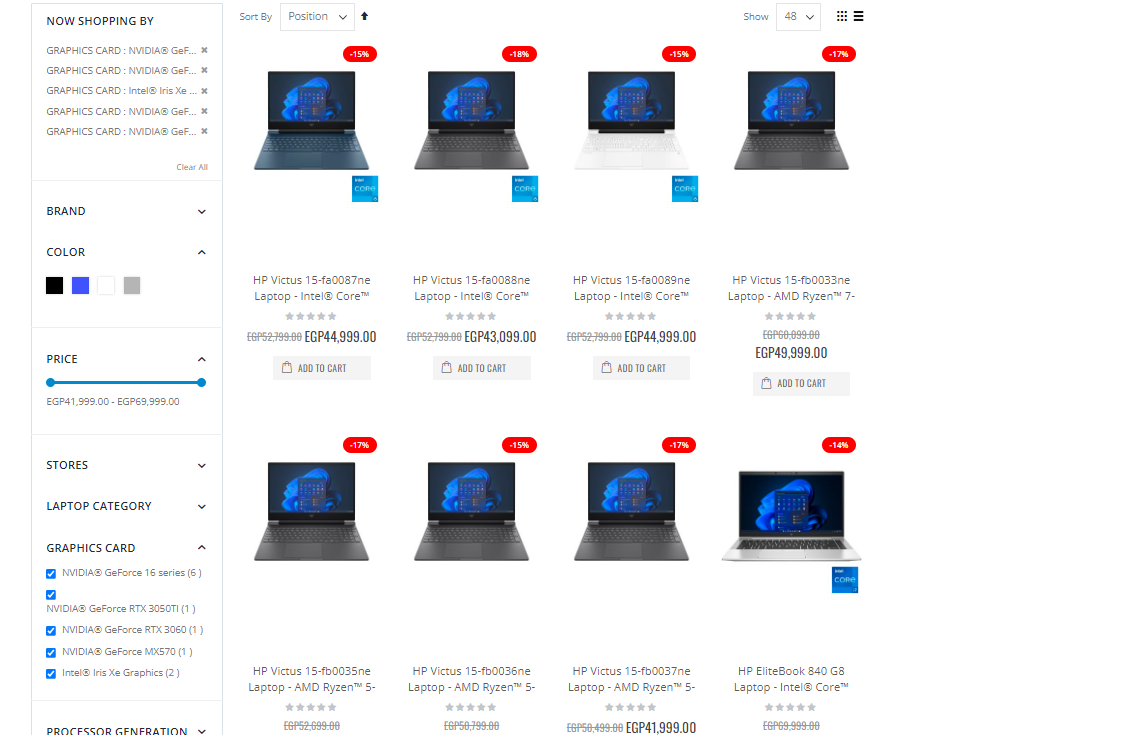 NOW SHOPPING BY
GRAPHICS CARD : NVIDIA® GeF...
GRAPHICS CARD : NVIDIA® GeF...
GRAPHICS CARD : Intel® Iris Xe ...
GRAPHICS CARD : NVIDIA® GeF...
GRAPHICS CARD : NVIDIA® GeF...
Clear All
BRAND
COLOR
PRICE
EGP41,999.00 - EGP69,999.00
STORES
LAPTOP CATEGORY
GRAPHICS CARD
NVIDIA® GeForce 16 series (6 )
NVIDIA® GeForce RTX 3050TI (1 )
NVIDIA® GeForce RTX 3060 (1 )
NVIDIA® GeForce MX570 (1 )
Intel® Iris Xe Graphics (2 )
PROCESSOR GENERATION
Sort By Position
Show 48
-15%
intel
CORE
HP Victus 15-fa0087ne
Laptop - Intel® Core™
EGP52,799.00 EGP44,999.00
ADD TO CART
-18%
intel
CORE
HP Victus 15-fa0088ne
Laptop - Intel® Core™
EGP52,799.00 EGP43,099.00
ADD TO CART
-15%
intel
CORE
HP Victus 15-fa0089ne
Laptop - Intel® Core™
EGP52,799.00 EGP44,999.00
ADD TO CART
-17%
HP Victus 15-fb0033ne
Laptop - AMD Ryzen™ 7-
EGP60,099.00
EGP49,999.00
ADD TO CART
-17%
HP Victus 15-fb0035ne
Laptop - AMD Ryzen™ 5-
EGP52,699.00
-15%
HP Victus 15-fb0036ne
Laptop - AMD Ryzen™ 5-
EGP58,799.00
-17%
HP Victus 15-fb0037ne
Laptop - AMD Ryzen™ 5-
EGP50,499.00 EGP41,999.00
-14%
intel
CORE
HP EliteBook 840 G8
Laptop - Intel® Core™
EGP69,999.00